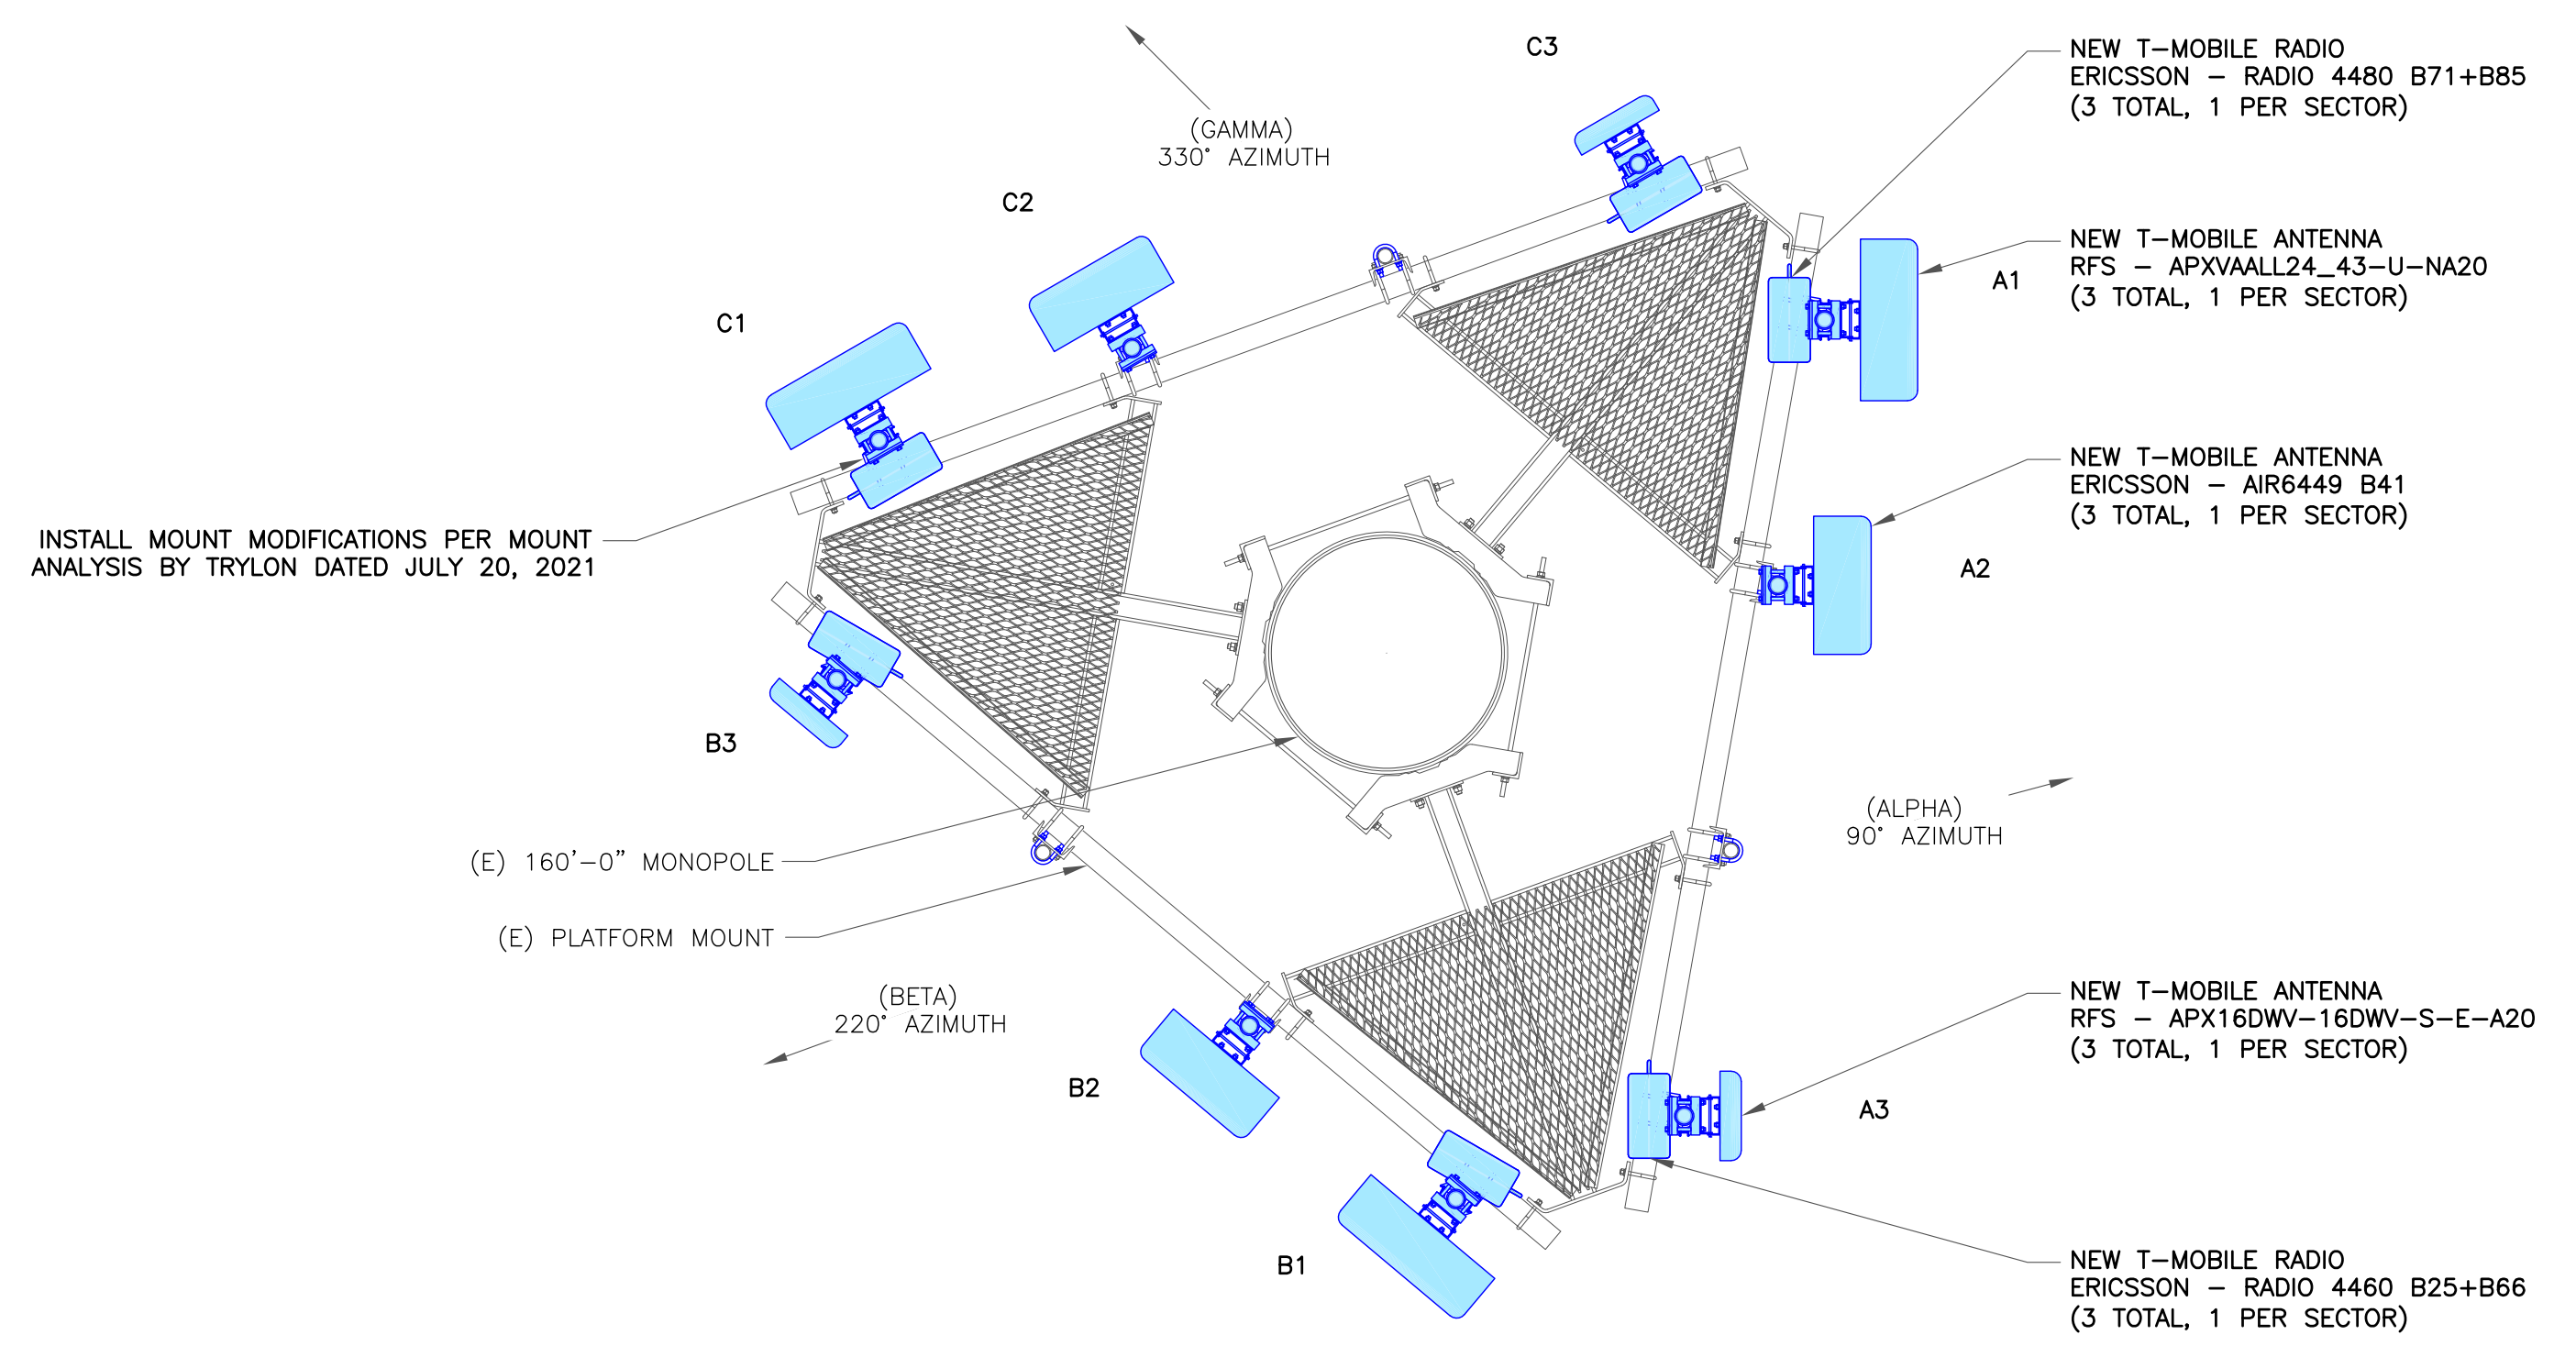 C3
NEW T-MOBILE RADIO
ERICSSON - RADIO 4480 B71+B85
(3 TOTAL, 1 PER SECTOR)
(GAMMA)
330° AZIMUTH
C2
NEW T-MOBILE ANTENNA
RFS - APXVAALL24_43-U-NA20
(3 TOTAL, 1 PER SECTOR)
A1
C1
NEW T-MOBILE ANTENNA
ERICSSON - AIR6449 B41
(3 TOTAL, 1 PER SECTOR)
INSTALL MOUNT MODIFICATIONS PER MOUNT
ANALYSIS BY TRYLON DATED JULY 20, 2021
A2
B3
(ALPHA)
90° AZIMUTH
(E) 160'-0" MONOPOLE
(E) PLATFORM MOUNT
(BETA)
220° AZIMUTH
NEW T-MOBILE ANTENNA
RFS - APX16DWV-16DWV-S-E-A20
(3 TOTAL, 1 PER SECTOR)
B2
A3
B1
NEW T-MOBILE RADIO
ERICSSON - RADIO 4460 B25+B66
(3 TOTAL, 1 PER SECTOR)